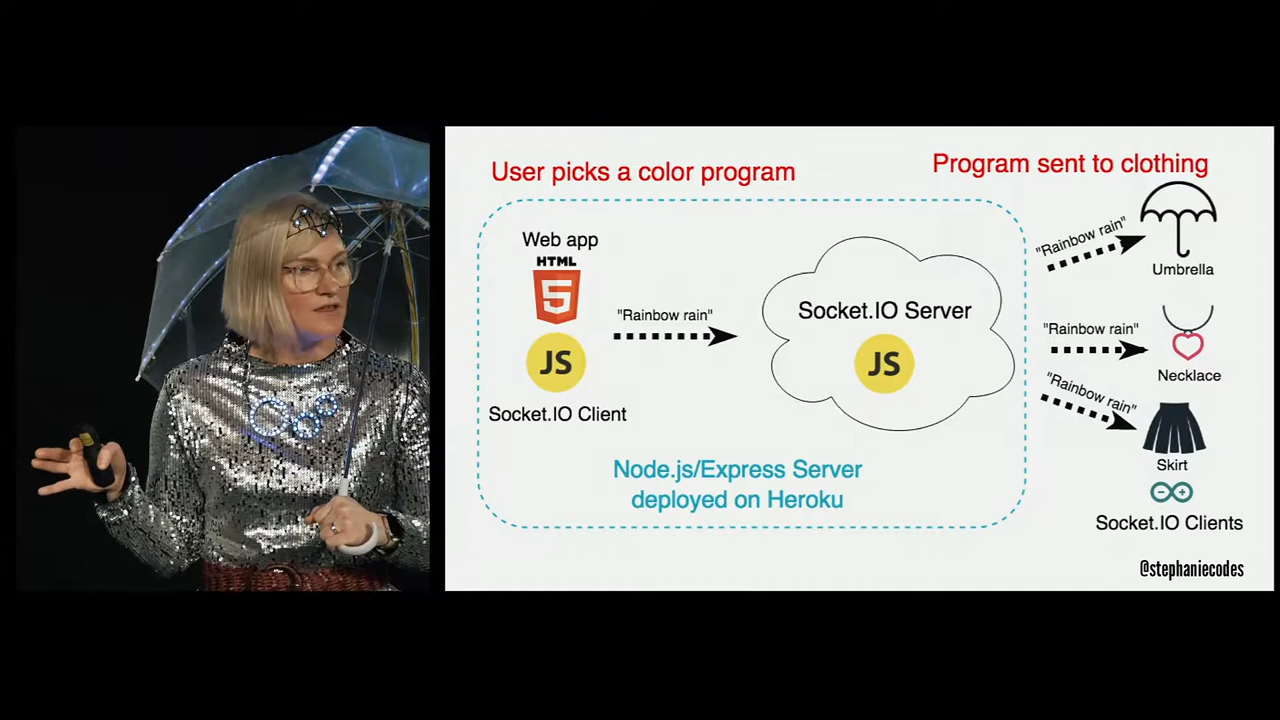 User picks a color program
Program sent to clothing
Web app
HTML
5
JS
Socket.IO Client
"Rainbow rain"
Socket.IO Server
JS
Node.js/Express Server
deployed on Heroku
"Rainbow rain"
Umbrella
"Rainbow rain"
Necklace
"Rainbow rain"
Skirt
Socket.IO Clients
@stephaniecodes